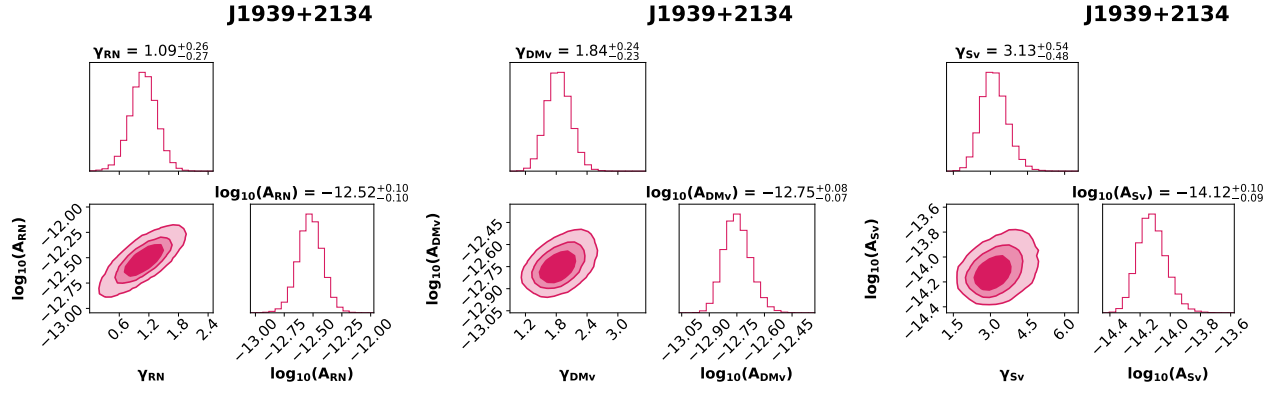 J1939+2134
γRN = 1.09+0.26−0.27
log10(ARN) = −12.52+0.10−0.10
log10(ARN)
−12.00
−12.25
−12.50
−12.75
−13.00
0.6 1.2 1.8 2.4
γRN
−13.00 −12.75 −12.50 −12.25 −12.00
log10(ARN)
J1939+2134
γDMv = 1.84+0.24−0.23
log10(ADMv) = −12.75+0.08−0.07
log10(ADMv)
−12.45
−12.60
−12.75
−12.90
−13.05
1.2 1.8 2.4 3.0
γDMv
−13.05 −12.90 −12.75 −12.60 −12.45
log10(ADMv)
J1939+2134
γSv = 3.13+0.54−0.48
log10(ASv) = −14.12+0.10−0.09
log10(ASv)
−13.6
−13.8
−14.0
−14.2
−14.4
1.5 3.0 4.5 6.0
γSv
−14.4 −14.2 −14.0 −13.8 −13.6
log10(ASv)